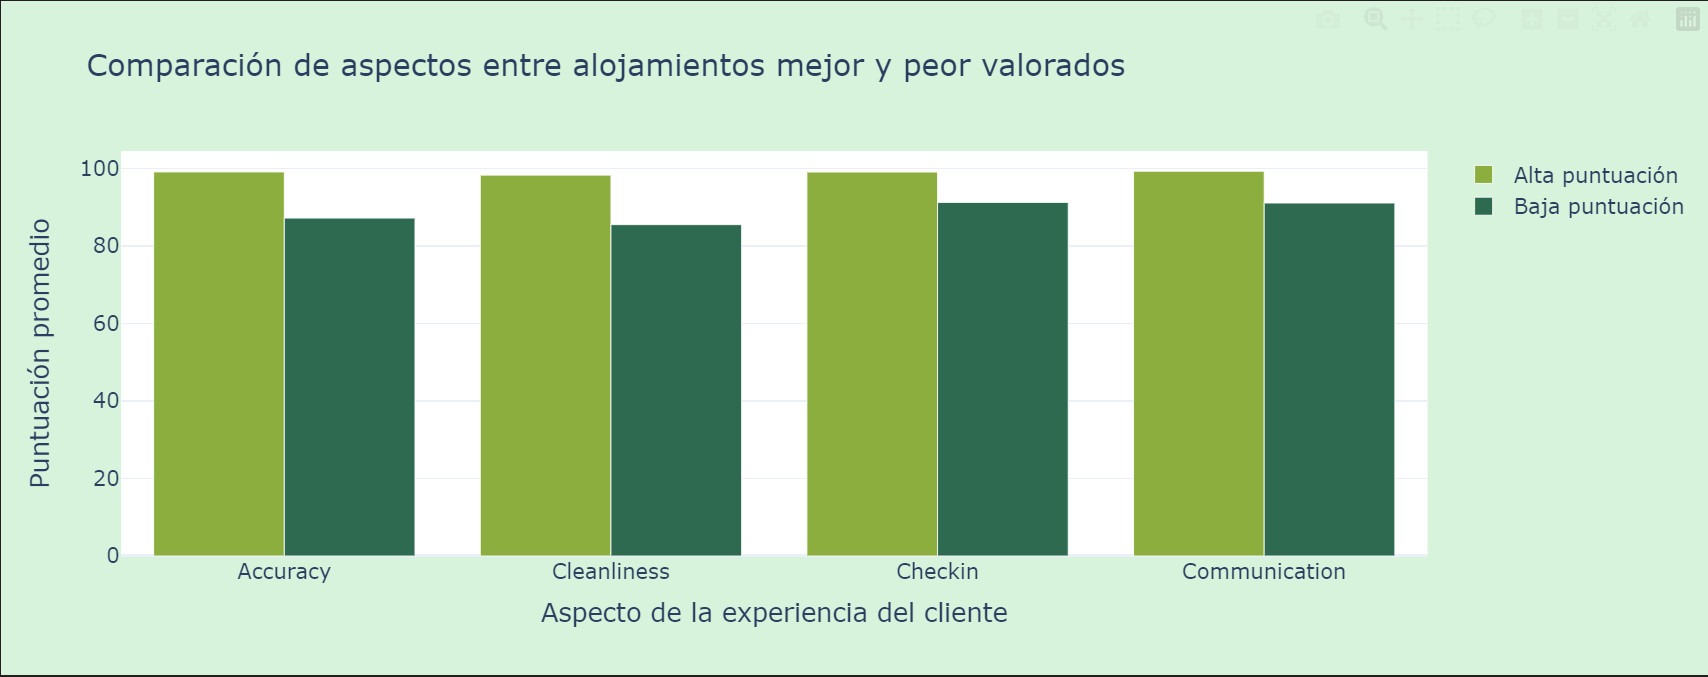 Comparación de aspectos entre alojamientos mejor y peor valorados
Puntuación promedio
100
80
60
40
20
0
Accuracy
Cleanliness
Checkin
Communication
Aspecto de la experiencia del cliente
Alta puntuación
Baja puntuación